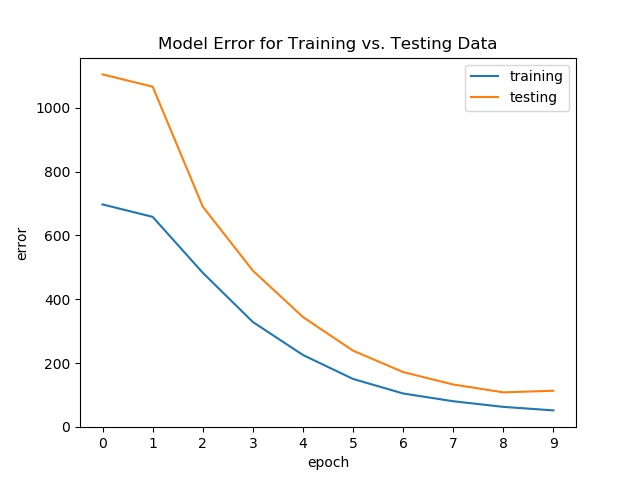 Model Error for Training vs. Testing Data
training
testing
1000
800
600
400
200
0
error
0 1 2 3 4 5 6 7 8 9
epoch